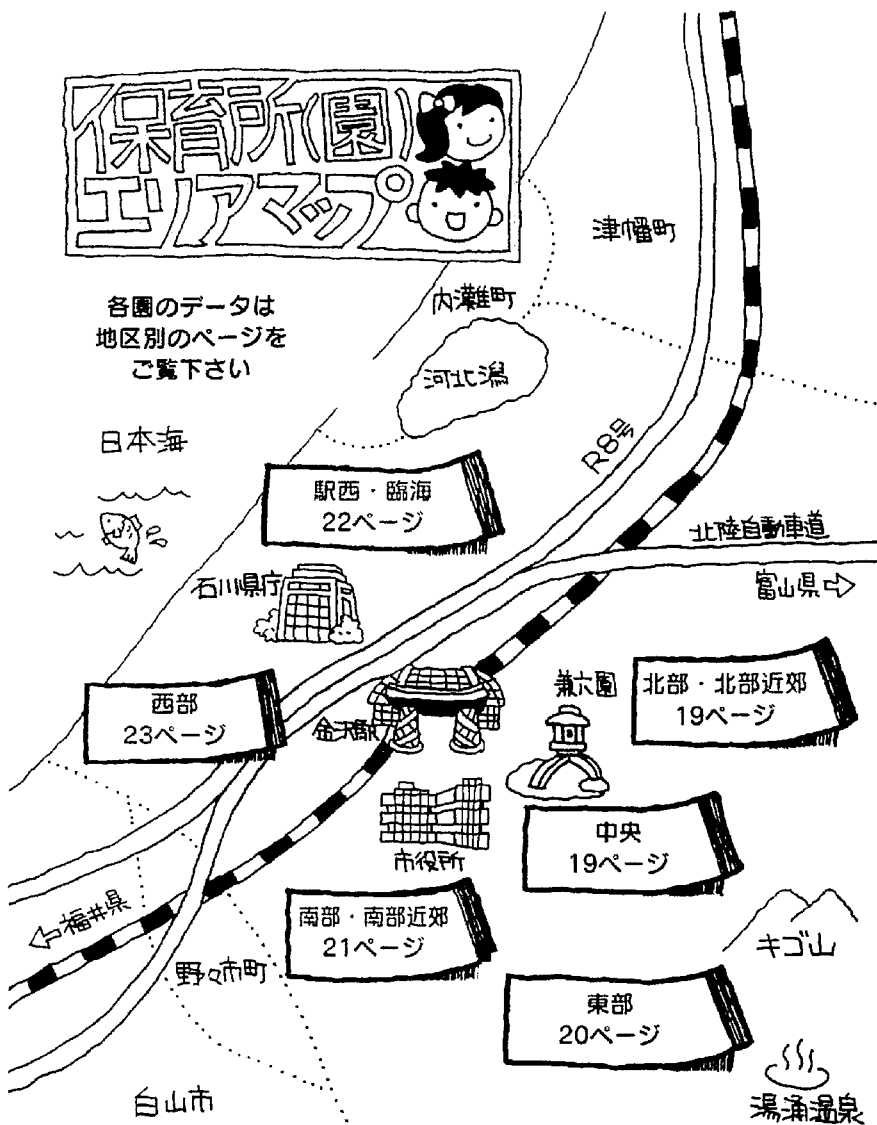 保育所(園)
エリアマップ
各園のデータは
地区別のページを
ご覧下さい
津幡町
内灘町
河北潟
日本海
R8号
駅西・臨海
22ページ
北陸自動車道
石川県庁
富山県
兼六園
北部・北部近郊
19ページ
西部
23ページ
金沢駅
中央
19ページ
市役所
福井県
南部・南部近郊
21ページ
キゴ山
野々市町
東部
20ページ
白山市
湯涌温泉